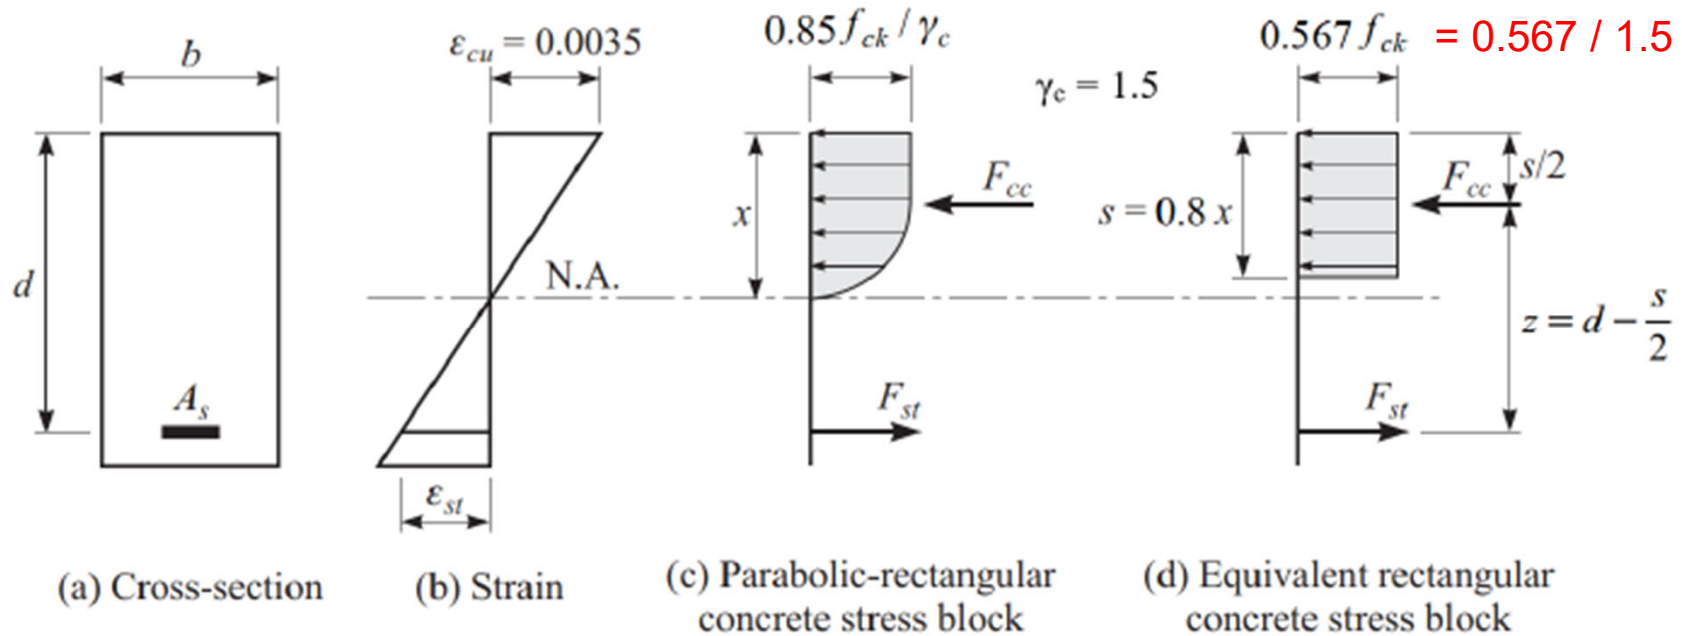 b
d
A_s
(a) Cross-section
ε_cu = 0.0035
N.A.
ε_st
(b) Strain
0.85 f_ck / γ_c
γ_c = 1.5
x
F_cc
F_st
(c) Parabolic-rectangular
concrete stress block
0.567 f_ck = 0.567 / 1.5
s = 0.8 x
F_cc
s/2
z = d − s/2
F_st
(d) Equivalent rectangular
concrete stress block